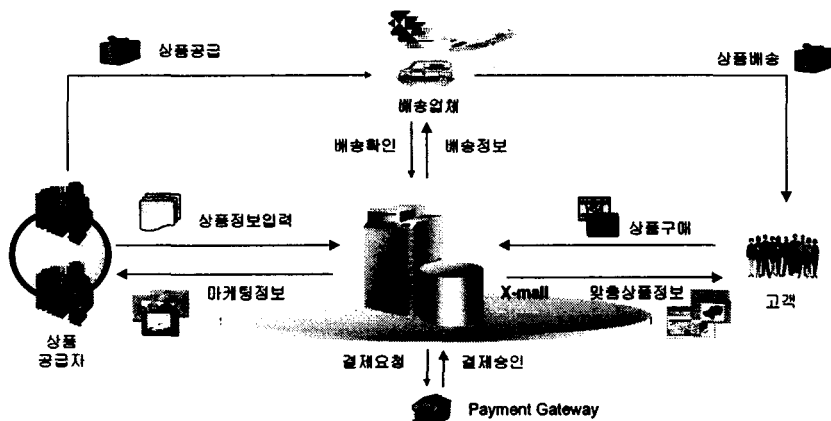 상품공급
상품배송
배송업체
배송확인
배송정보
상품정보입력
상품구매
마케팅정보
X-mall
맞춤상품정보
고객
상품
공급자
결제요청
결제승인
Payment Gateway